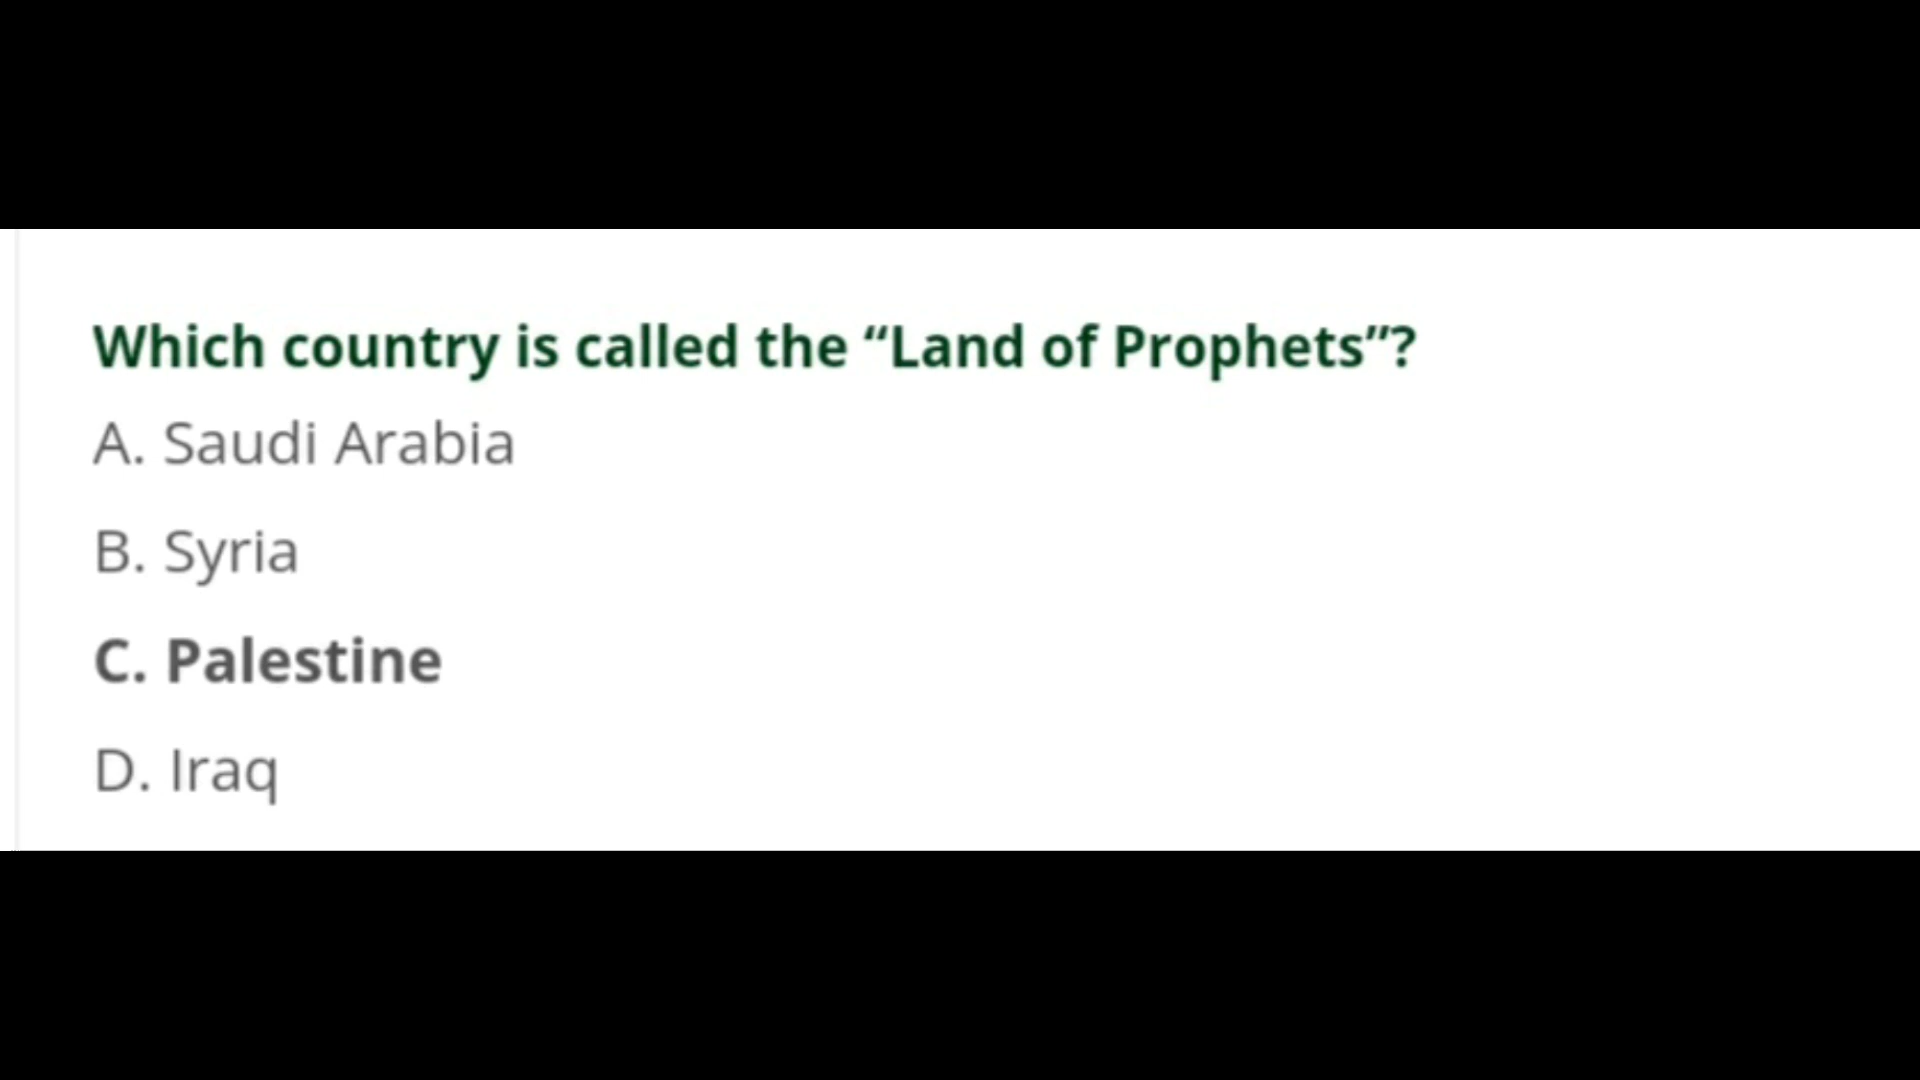 Which country is called the “Land of Prophets”?
A. Saudi Arabia
B. Syria
C. Palestine
D. Iraq